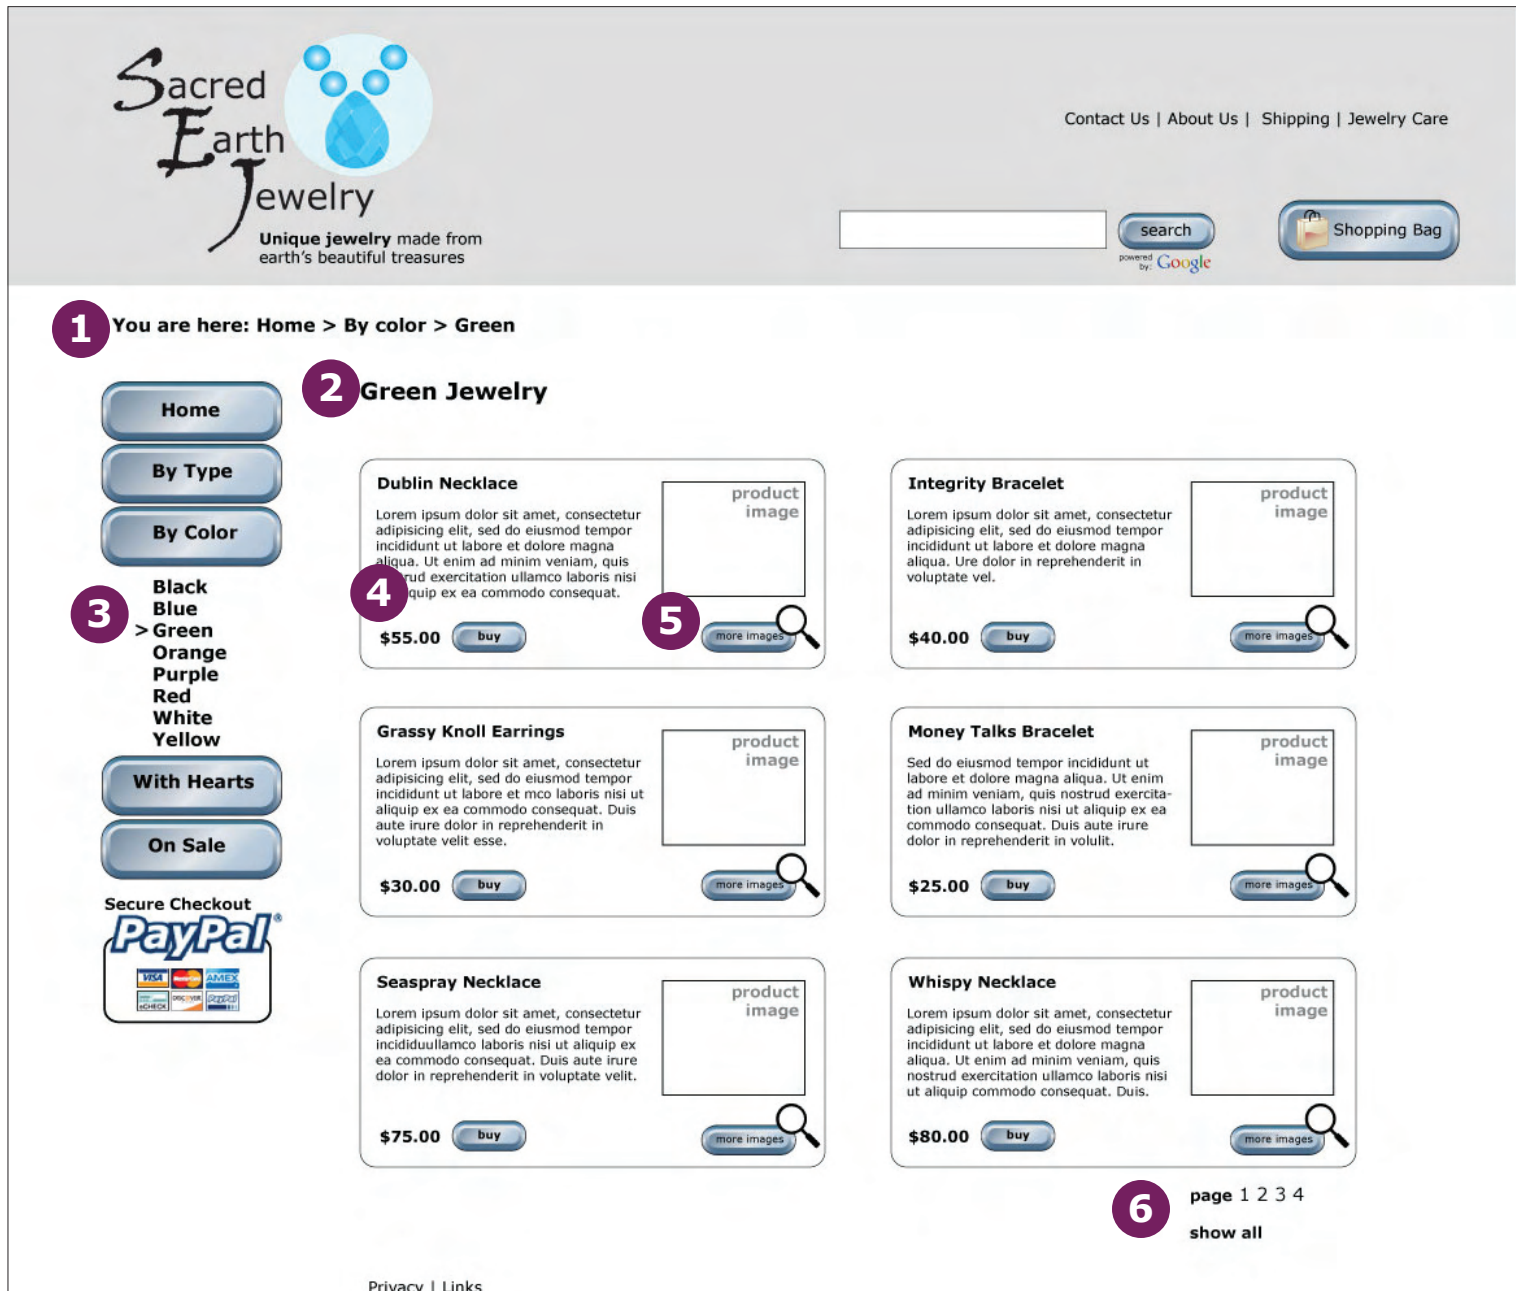 Sacred
Earth
Jewelry
Unique jewelry made from
earth's beautiful treasures
Contact Us | About Us | Shipping | Jewelry Care
search
powered by: Google
Shopping Bag
1
You are here: Home > By color > Green
Home
By Type
By Color
3
Black
Blue
> Green
Orange
Purple
Red
White
Yellow
With Hearts
On Sale
Secure Checkout
PayPal®
VISA MasterCard AMEX
eCHECK DISCOVER PayPal
2
Green Jewelry
Dublin Necklace
Lorem ipsum dolor sit amet, consectetur
adipisicing elit, sed do eiusmod tempor
incididunt ut labore et dolore magna
aliqua. Ut enim ad minim veniam, quis
rud exercitation ullamco laboris nisi
quip ex ea commodo consequat.
4
$55.00 buy
product
image
5
more images
Integrity Bracelet
Lorem ipsum dolor sit amet, consectetur
adipisicing elit, sed do eiusmod tempor
incididunt ut labore et dolore magna
aliqua. Ure dolor in reprehenderit in
voluptate vel.
$40.00 buy
product
image
more images
Grassy Knoll Earrings
Lorem ipsum dolor sit amet, consectetur
adipisicing elit, sed do eiusmod tempor
incididunt ut labore et mco laboris nisi ut
aliquip ex ea commodo consequat. Duis
aute irure dolor in reprehenderit in
voluptate velit esse.
$30.00 buy
product
image
more images
Money Talks Bracelet
Sed do eiusmod tempor incididunt ut
labore et dolore magna aliqua. Ut enim
ad minim veniam, quis nostrud exercita-
tion ullamco laboris nisi ut aliquip ex ea
commodo consequat. Duis aute irure
dolor in reprehenderit in volulit.
$25.00 buy
product
image
more images
Seaspray Necklace
Lorem ipsum dolor sit amet, consectetur
adipisicing elit, sed do eiusmod tempor
incididuullamco laboris nisi ut aliquip ex
ea commodo consequat. Duis aute irure
dolor in reprehenderit in voluptate velit.
$75.00 buy
product
image
more images
Whispy Necklace
Lorem ipsum dolor sit amet, consectetur
adipisicing elit, sed do eiusmod tempor
incididunt ut labore et dolore magna
aliqua. Ut enim ad minim veniam, quis
nostrud exercitation ullamco laboris nisi
ut aliquip commodo consequat. Duis.
$80.00 buy
product
image
more images
6
page 1 2 3 4
show all
Privacy | Links